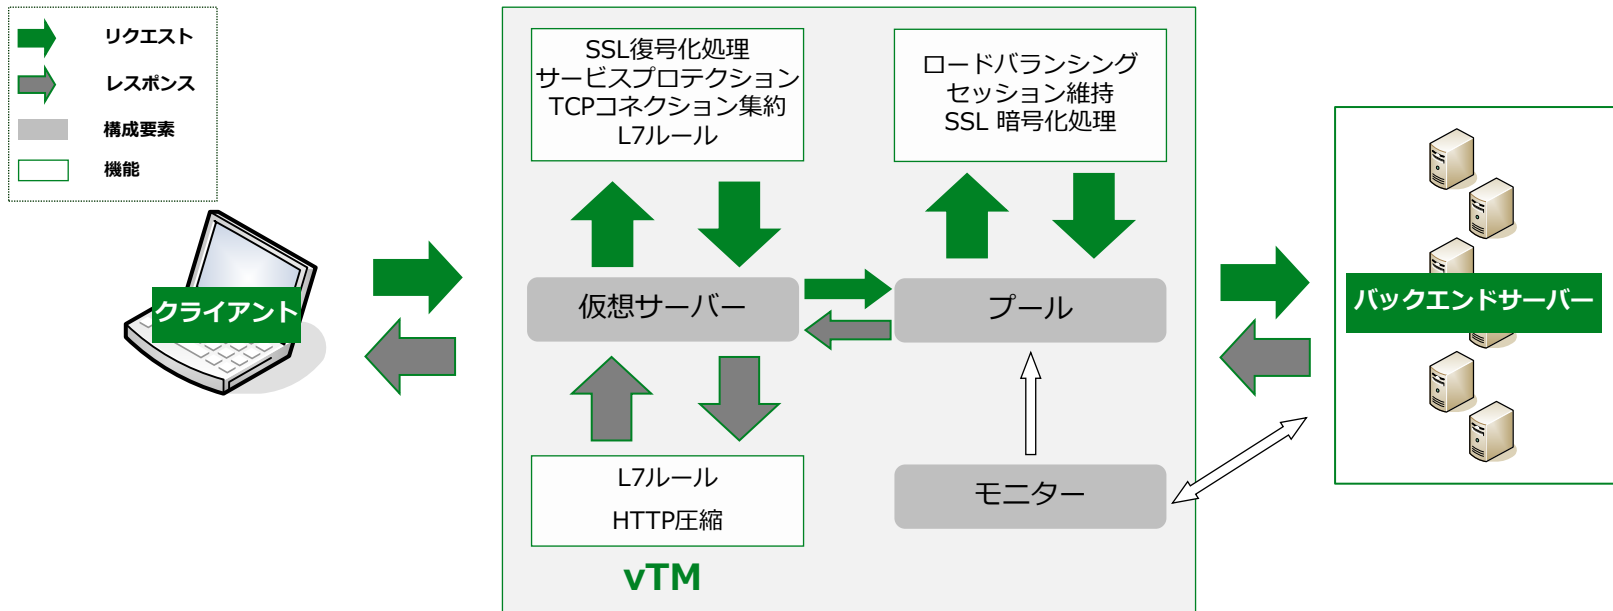 リクエスト
レスポンス
構成要素
機能
SSL復号化処理
サービスプロテクション
TCPコネクション集約
L7ルール
ロードバランシング
セッション維持
SSL 暗号化処理
クライアント
仮想サーバー
プール
バックエンドサーバー
L7ルール
HTTP圧縮
モニター
vTM